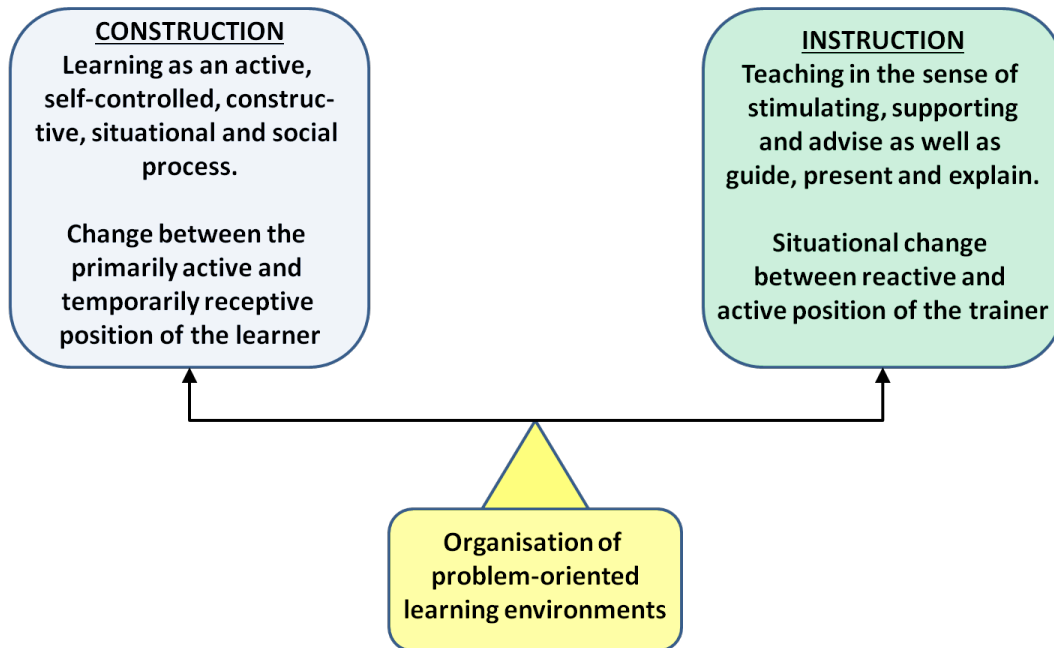 CONSTRUCTION
Learning as an active,
self-controlled, construc-
tive, situational and social
process.
Change between the
primarily active and
temporarily receptive
position of the learner
INSTRUCTION
Teaching in the sense of
stimulating, supporting
and advise as well as
guide, present and explain.
Situational change
between reactive and
active position of the trainer
Organisation of
problem-oriented
learning environments